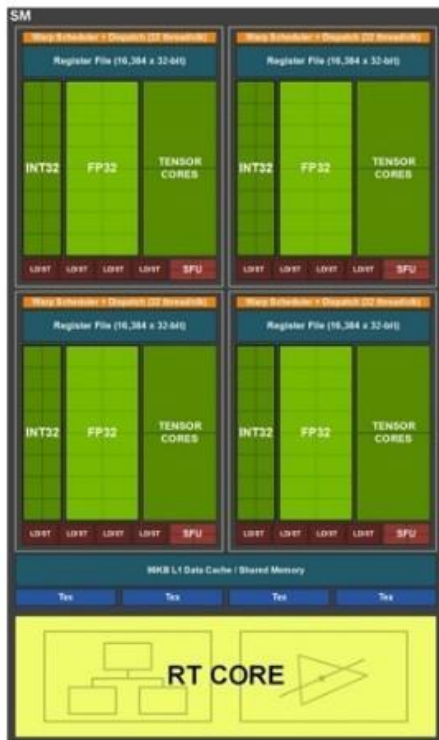 SM
Warp Scheduler + Dispatch (32 thread/clk)
Warp Scheduler + Dispatch (32 thread/clk)
Register File (16,384 x 32-bit)
Register File (16,384 x 32-bit)
INT32 FP32 TENSOR CORES
INT32 FP32 TENSOR CORES
LD/ST LD/ST LD/ST LD/ST SFU
LD/ST LD/ST LD/ST LD/ST SFU
Warp Scheduler + Dispatch (32 thread/clk)
Warp Scheduler + Dispatch (32 thread/clk)
Register File (16,384 x 32-bit)
Register File (16,384 x 32-bit)
INT32 FP32 TENSOR CORES
INT32 FP32 TENSOR CORES
LD/ST LD/ST LD/ST LD/ST SFU
LD/ST LD/ST LD/ST LD/ST SFU
96KB L1 Data Cache / Shared Memory
Tex Tex Tex Tex
RT CORE